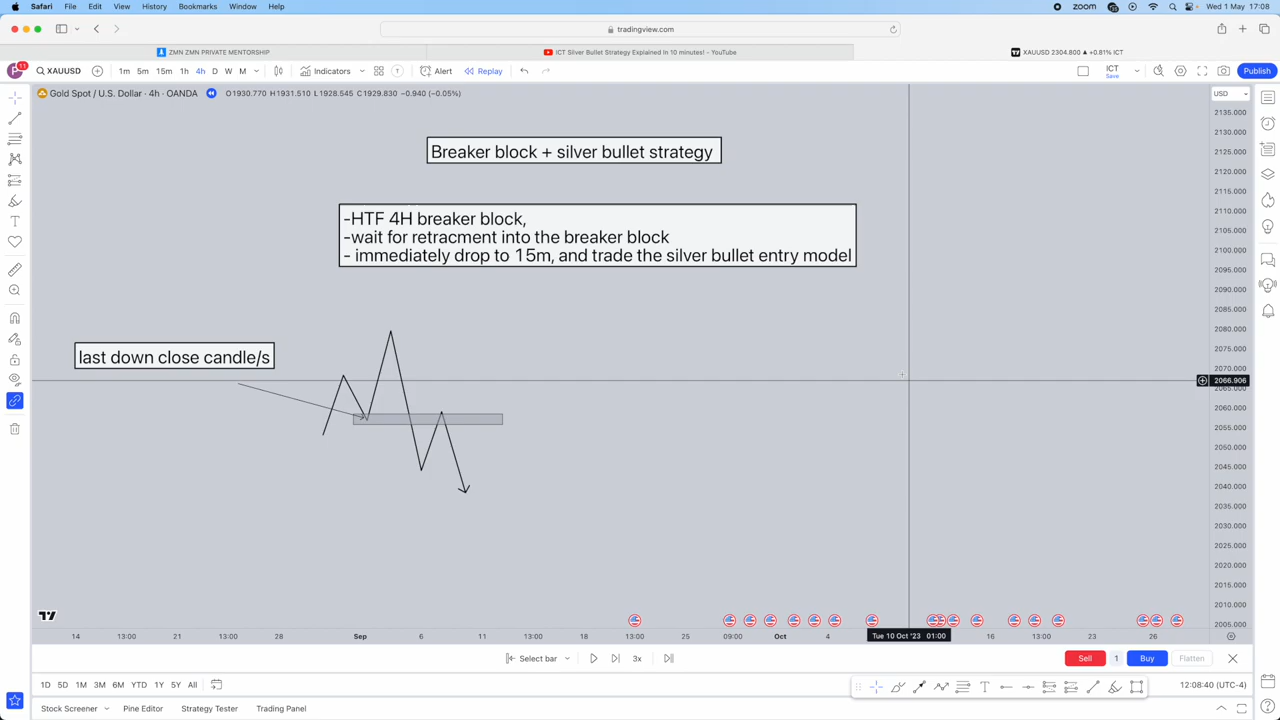 Safari File Edit View History Bookmarks Window Help zoom Wed 1 May 17:08
tradingview.com
ZMN ZMN PRIVATE MENTORSHIP ICT Silver Bullet Strategy Explained In 10 minutes! - YouTube XAUUSD 2304.800 ▲ +0.81% ICT
P 11 XAUUSD 1m 5m 15m 1h 4h D W M Indicators Alert Replay ICT Save Publish
Gold Spot / U.S. Dollar · 4h · OANDA O1930.770 H1931.510 L1928.545 C1929.830 −0.940 (−0.05%) USD
2135.000
2130.000
2125.000
Breaker block + silver bullet strategy
2120.000
2115.000
2110.000
-HTF 4H breaker block,
-wait for retracment into the breaker block
- immediately drop to 15m, and trade the silver bullet entry model
2105.000
2100.000
2095.000
2090.000
2085.000
2080.000
2075.000
last down close candle/s
2070.000
2066.906
2065.000
2060.000
2055.000
2050.000
2045.000
2040.000
2035.000
2030.000
2025.000
2020.000
2015.000
2010.000
2005.000
14 13:00 21 13:00 28 Sep 6 11 13:00 18 13:00 25 09:00 Oct 4 Tue 10 Oct '23 01:00 16 13:00 23 26
Select bar 3x Sell 1 Buy Flatten
1D 5D 1M 3M 6M YTD 1Y 5Y All 12:08:40 (UTC-4)
Stock Screener Pine Editor Strategy Tester Trading Panel